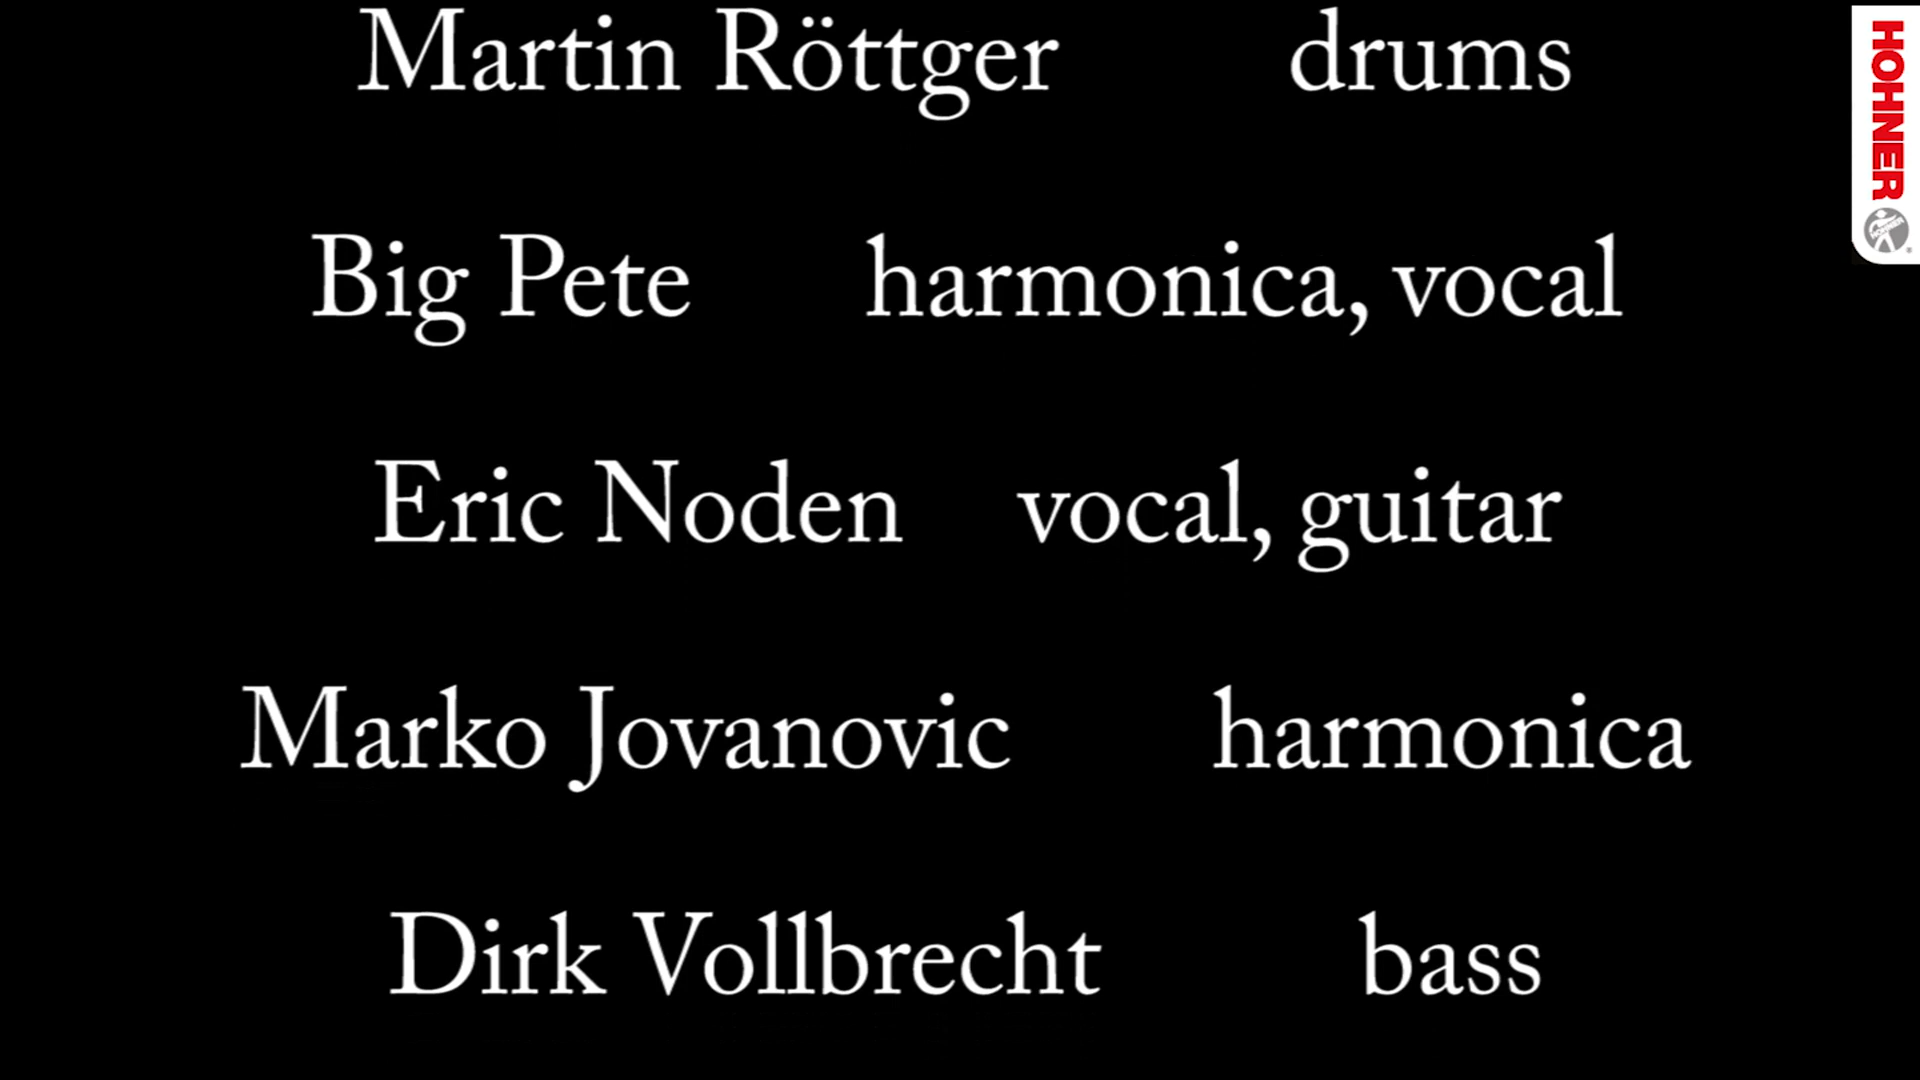 Martin Röttger drums
Big Pete harmonica, vocal
Eric Noden vocal, guitar
Marko Jovanovic harmonica
Dirk Vollbrecht bass
HOHNER